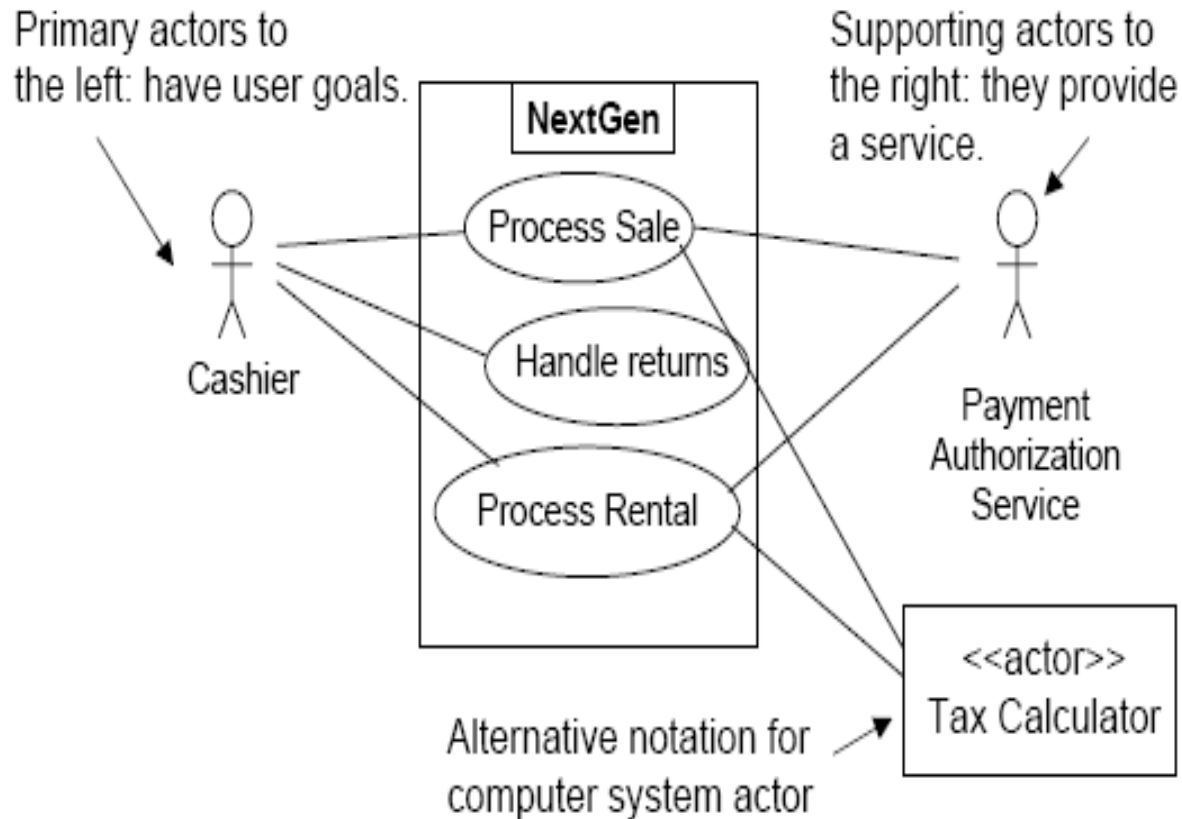 Primary actors to
the left: have user goals.
Supporting actors to
the right: they provide
a service.
NextGen
Process Sale
Handle returns
Process Rental
Cashier
Payment
Authorization
Service
<<actor>>
Tax Calculator
Alternative notation for
computer system actor